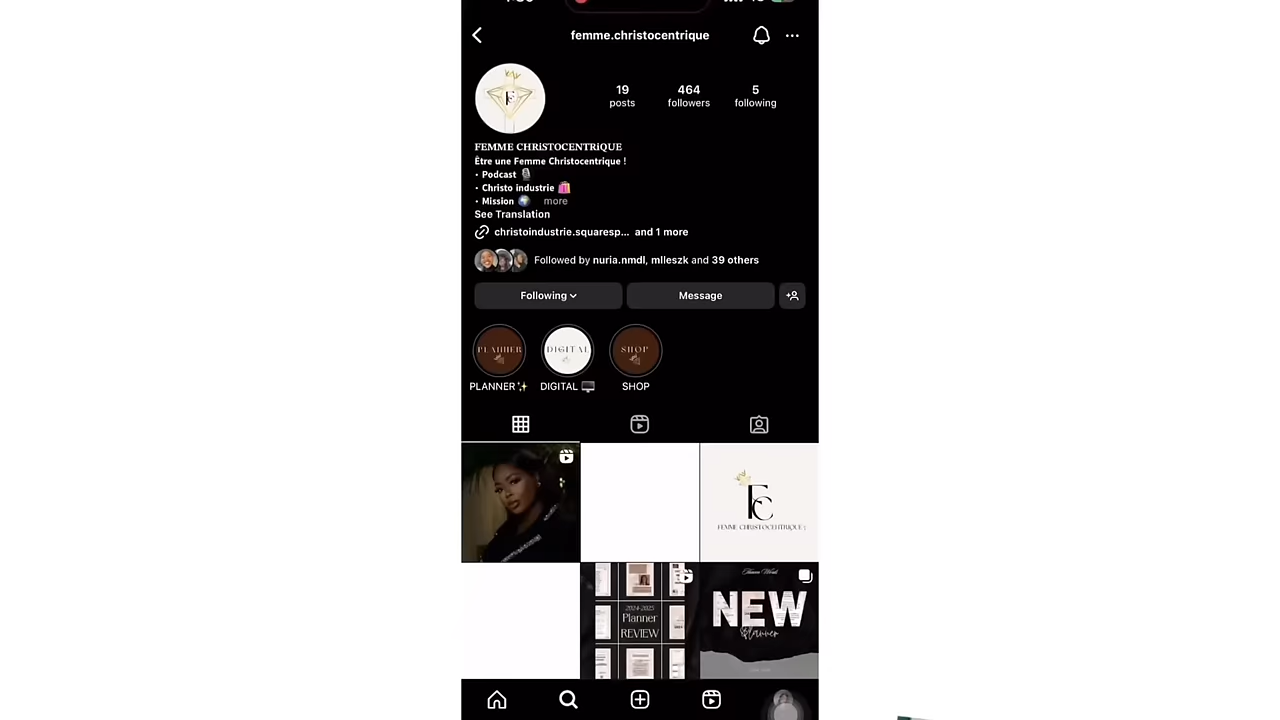 femme.christocentrique
19
464
5
posts
followers
following
FEMME CHRiSTOCENTRiQUE
Être une Femme Christocentrique !
• Podcast 🎙️
• Christo industrie 🛍️
• Mission 🌍 more
See Translation
christoindustrie.squaresp... and 1 more
Followed by nuria.nmdl, mlleszk and 39 others
Following
Message
PLANNER
DIGITAL
SHOP
PLANNER✨
DIGITAL 🖥️
SHOP
FC
FEMME CHRISTOCENTRIQUE
2024-2025
Planner
REVIEW
NEW
Planner